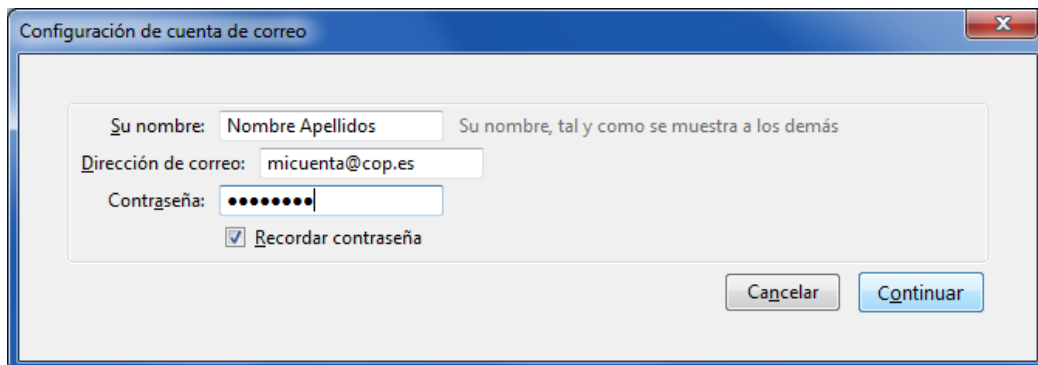 Configuración de cuenta de correo
Su nombre: Nombre Apellidos Su nombre, tal y como se muestra a los demás
Dirección de correo: micuenta@cop.es
Contraseña: ••••••••
Recordar contraseña
Cancelar Continuar